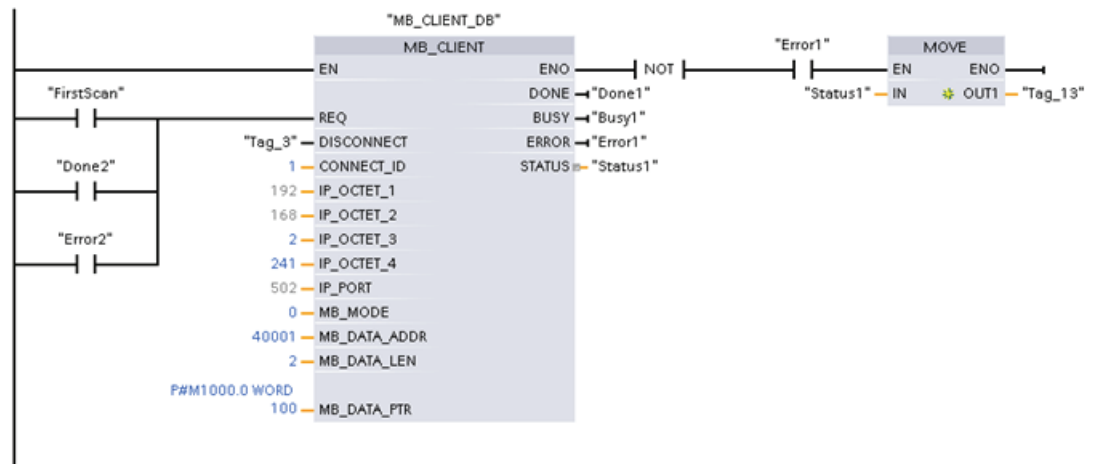 "MB_CLIENT_DB"
MB_CLIENT
EN ENO NOT "Error1" MOVE EN ENO
DONE "Done1" "Status1" IN OUT1 "Tag_13"
"FirstScan" REQ BUSY "Busy1"
"Tag_3" DISCONNECT ERROR "Error1"
"Done2" 1 CONNECT_ID STATUS "Status1"
192 IP_OCTET_1
168 IP_OCTET_2
"Error2" 2 IP_OCTET_3
241 IP_OCTET_4
502 IP_PORT
0 MB_MODE
40001 MB_DATA_ADDR
2 MB_DATA_LEN
P#M1000.0 WORD
100 MB_DATA_PTR